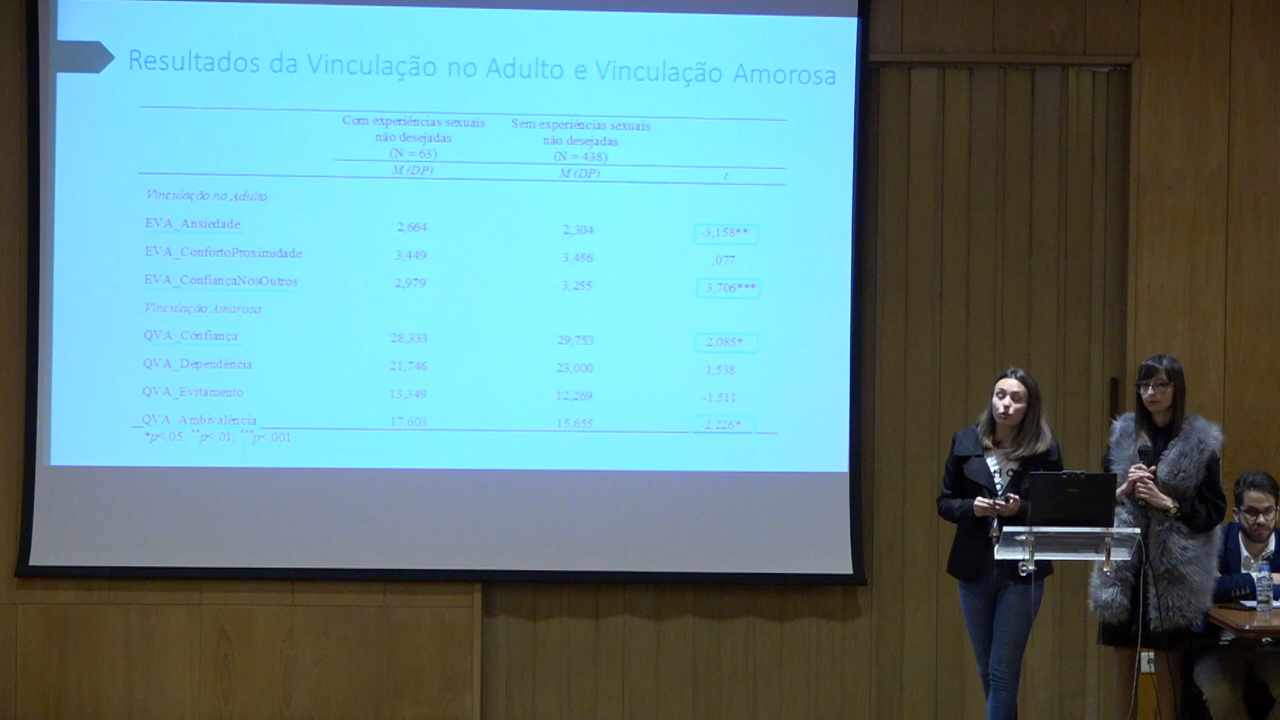 Resultados da Vinculação no Adulto e Vinculação Amorosa
Com experiências sexuais não desejadas (N = 63) Sem experiências sexuais não desejadas (N = 438)
M (DP) M (DP) t
Vinculação no Adulto
EVA_Ansiedade 2,664 2,304 -3,158**
EVA_ConfortoProximidade 3,449 3,456 ,077
EVA_ConfiançaNosOutros 2,979 3,255 3,706***
Vinculação Amorosa
QVA_Confiança 28,333 29,753 2,085*
QVA_Dependência 21,746 23,000 1,538
QVA_Evitamento 13,349 12,269 -1,511
QVA_Ambivalência 17,603 15,655 -2,226*
*p<,05; **p<,01; ***p<,001